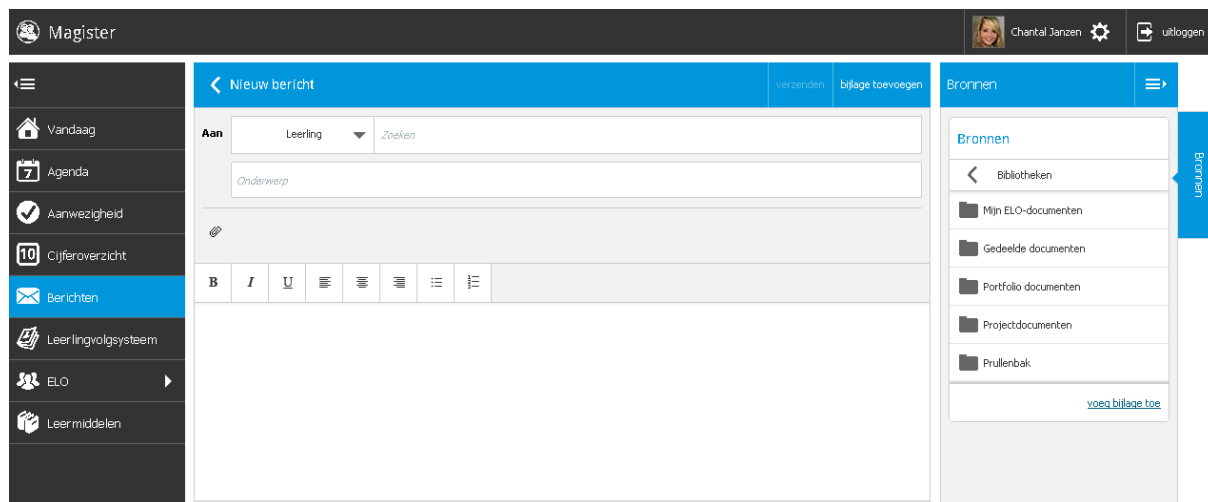 Magister
Chantal Janzen
uitloggen
Vandaag
7
Agenda
Aanwezigheid
10
Cijferoverzicht
Berichten
Leerlingvolgsysteem
ELO
Leermiddelen
Nieuw bericht
verzenden
bijlage toevoegen
Aan
Leerling
Zoeken
Onderwerp
B I U
Bronnen
Bronnen
Bibliotheken
Mijn ELO-documenten
Gedeelde documenten
Portfolio documenten
Projectdocumenten
Prullenbak
voeg bijlage toe
Bronnen